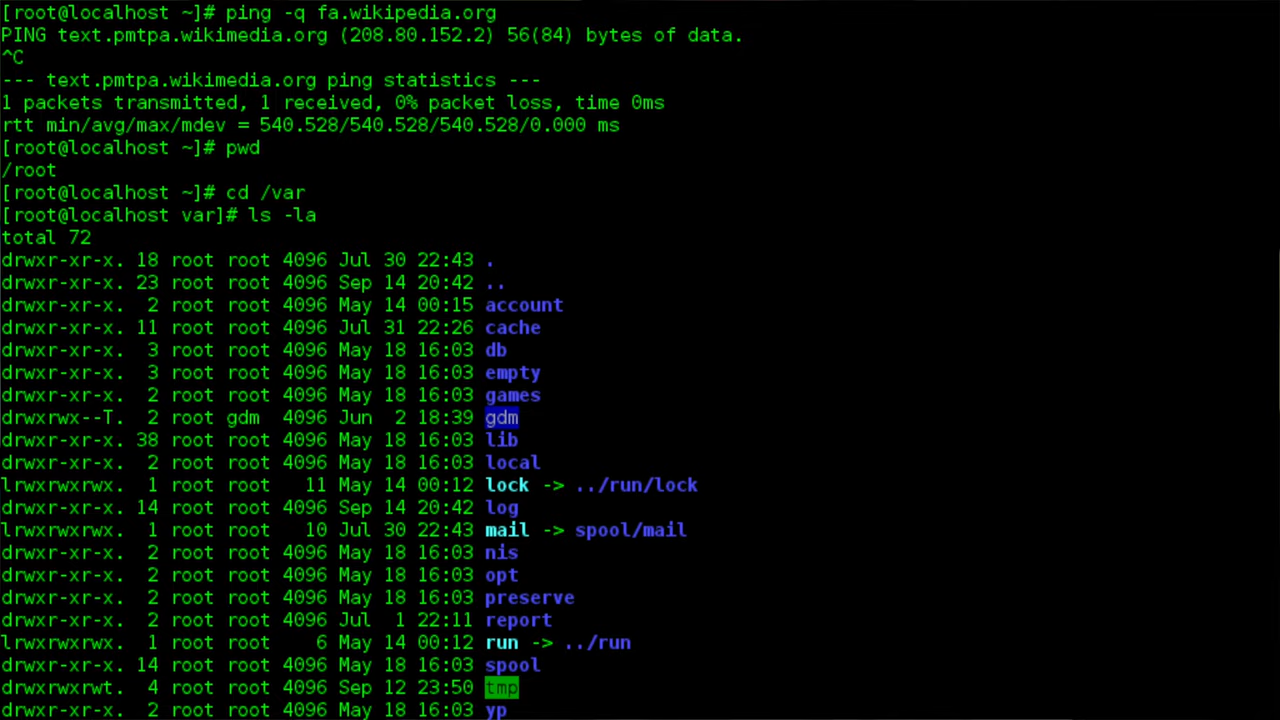 [root@localhost ~]# ping -q fa.wikipedia.org
PING text.pmtpa.wikimedia.org (208.80.152.2) 56(84) bytes of data.
^C
--- text.pmtpa.wikimedia.org ping statistics ---
1 packets transmitted, 1 received, 0% packet loss, time 0ms
rtt min/avg/max/mdev = 540.528/540.528/540.528/0.000 ms
[root@localhost ~]# pwd
/root
[root@localhost ~]# cd /var
[root@localhost var]# ls -la
total 72
drwxr-xr-x. 18 root root 4096 Jul 30 22:43 .
drwxr-xr-x. 23 root root 4096 Sep 14 20:42 ..
drwxr-xr-x.  2 root root 4096 May 14 00:15 account
drwxr-xr-x. 11 root root 4096 Jul 31 22:26 cache
drwxr-xr-x.  3 root root 4096 May 18 16:03 db
drwxr-xr-x.  3 root root 4096 May 18 16:03 empty
drwxr-xr-x.  2 root root 4096 May 18 16:03 games
drwxrwx--T.  2 root gdm  4096 Jun  2 18:39 gdm
drwxr-xr-x. 38 root root 4096 May 18 16:03 lib
drwxr-xr-x.  2 root root 4096 May 18 16:03 local
lrwxrwxrwx.  1 root root   11 May 14 00:12 lock -> ../run/lock
drwxr-xr-x. 14 root root 4096 Sep 14 20:42 log
lrwxrwxrwx.  1 root root   10 Jul 30 22:43 mail -> spool/mail
drwxr-xr-x.  2 root root 4096 May 18 16:03 nis
drwxr-xr-x.  2 root root 4096 May 18 16:03 opt
drwxr-xr-x.  2 root root 4096 May 18 16:03 preserve
drwxr-xr-x.  2 root root 4096 Jul  1 22:11 report
lrwxrwxrwx.  1 root root    6 May 14 00:12 run -> ../run
drwxr-xr-x. 14 root root 4096 May 18 16:03 spool
drwxrwxrwt.  4 root root 4096 Sep 12 23:50 tmp
drwxr-xr-x.  2 root root 4096 May 18 16:03 yp